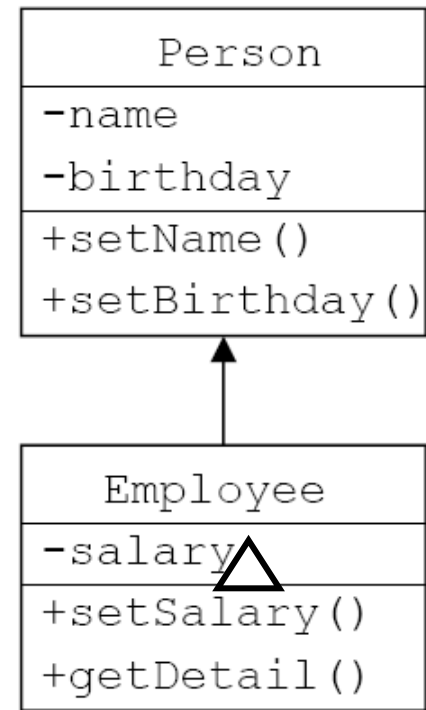 Person
-name
-birthday
+setName()
+setBirthday()
Employee
-salary
+setSalary()
+getDetail()